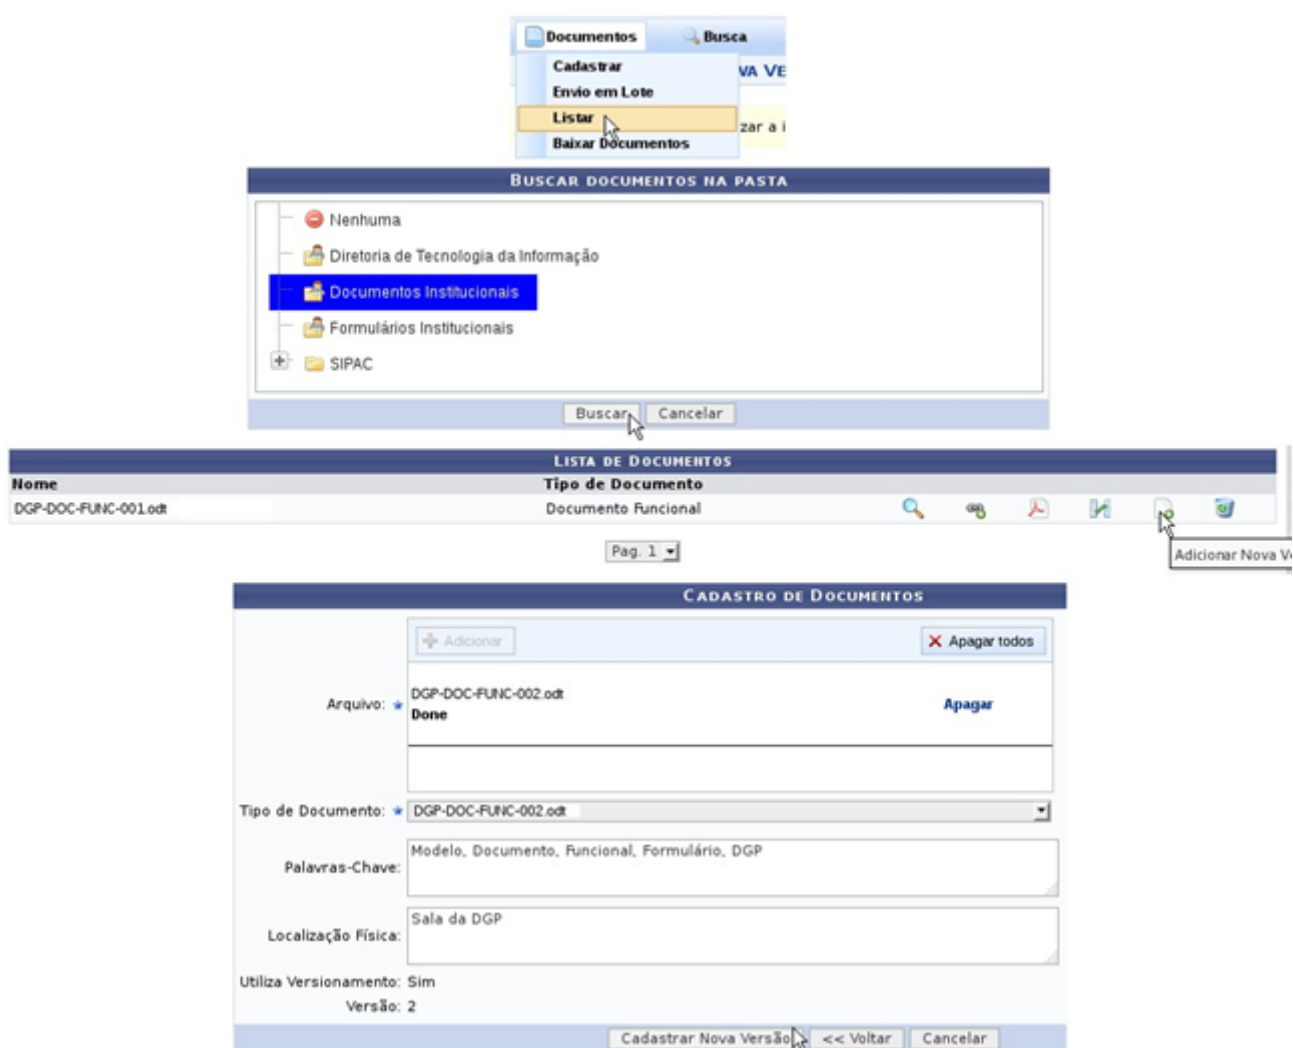 Documentos Busca
Cadastrar
VA VE
Envio em Lote
Listar
zar a i
Baixar Documentos
BUSCAR DOCUMENTOS NA PASTA
Nenhuma
Diretoria de Tecnologia da Informação
Documentos Institucionais
Formulários Institucionais
SIPAC
Buscar Cancelar
LISTA DE DOCUMENTOS
Nome Tipo de Documento
DGP-DOC-FUNC-001.odt Documento Funcional
Pag. 1
Adicionar Nova Ve
CADASTRO DE DOCUMENTOS
Adicionar Apagar todos
DGP-DOC-FUNC-002.odt
Arquivo: Apagar
Done
Tipo de Documento: DGP-DOC-FUNC-002.odt
Palavras-Chave: Modelo, Documento, Funcional, Formulário, DGP
Localização Física: Sala da DGP
Utiliza Versionamento: Sim
Versão: 2
Cadastrar Nova Versão << Voltar Cancelar